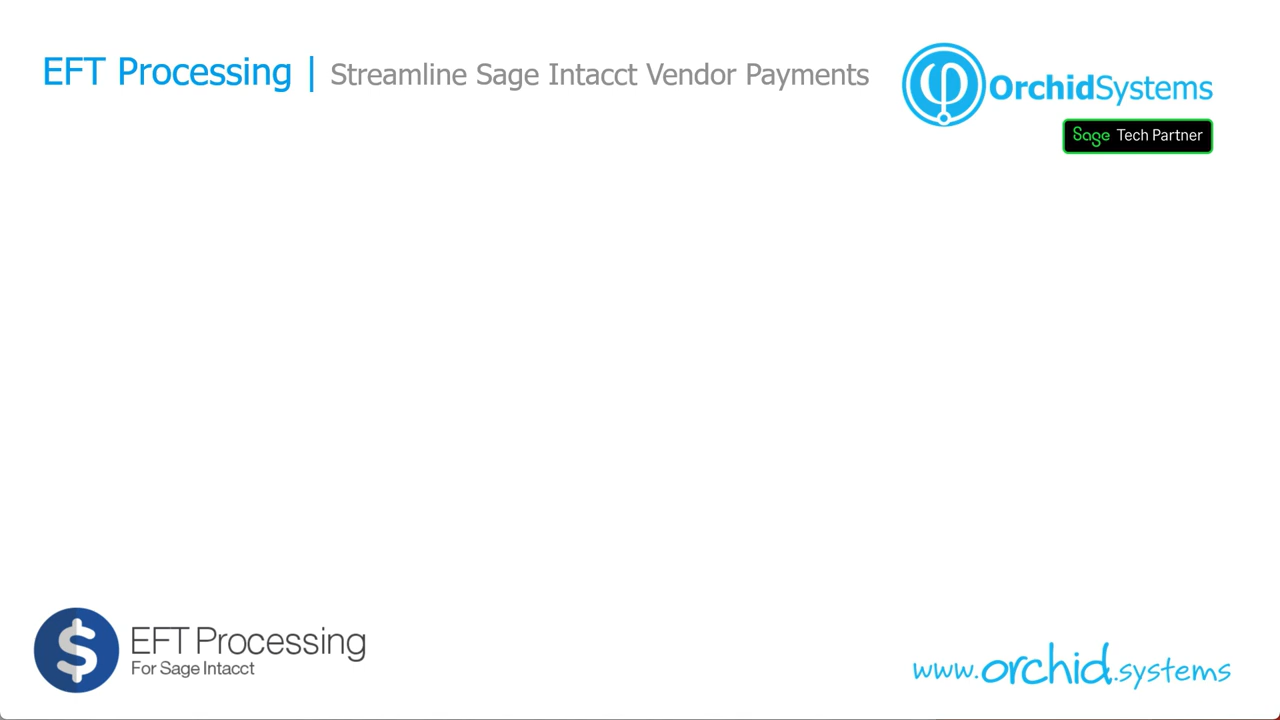 EFT Processing | Streamline Sage Intacct Vendor Payments
OrchidSystems
Sage Tech Partner
EFT Processing
For Sage Intacct
www.orchid.systems